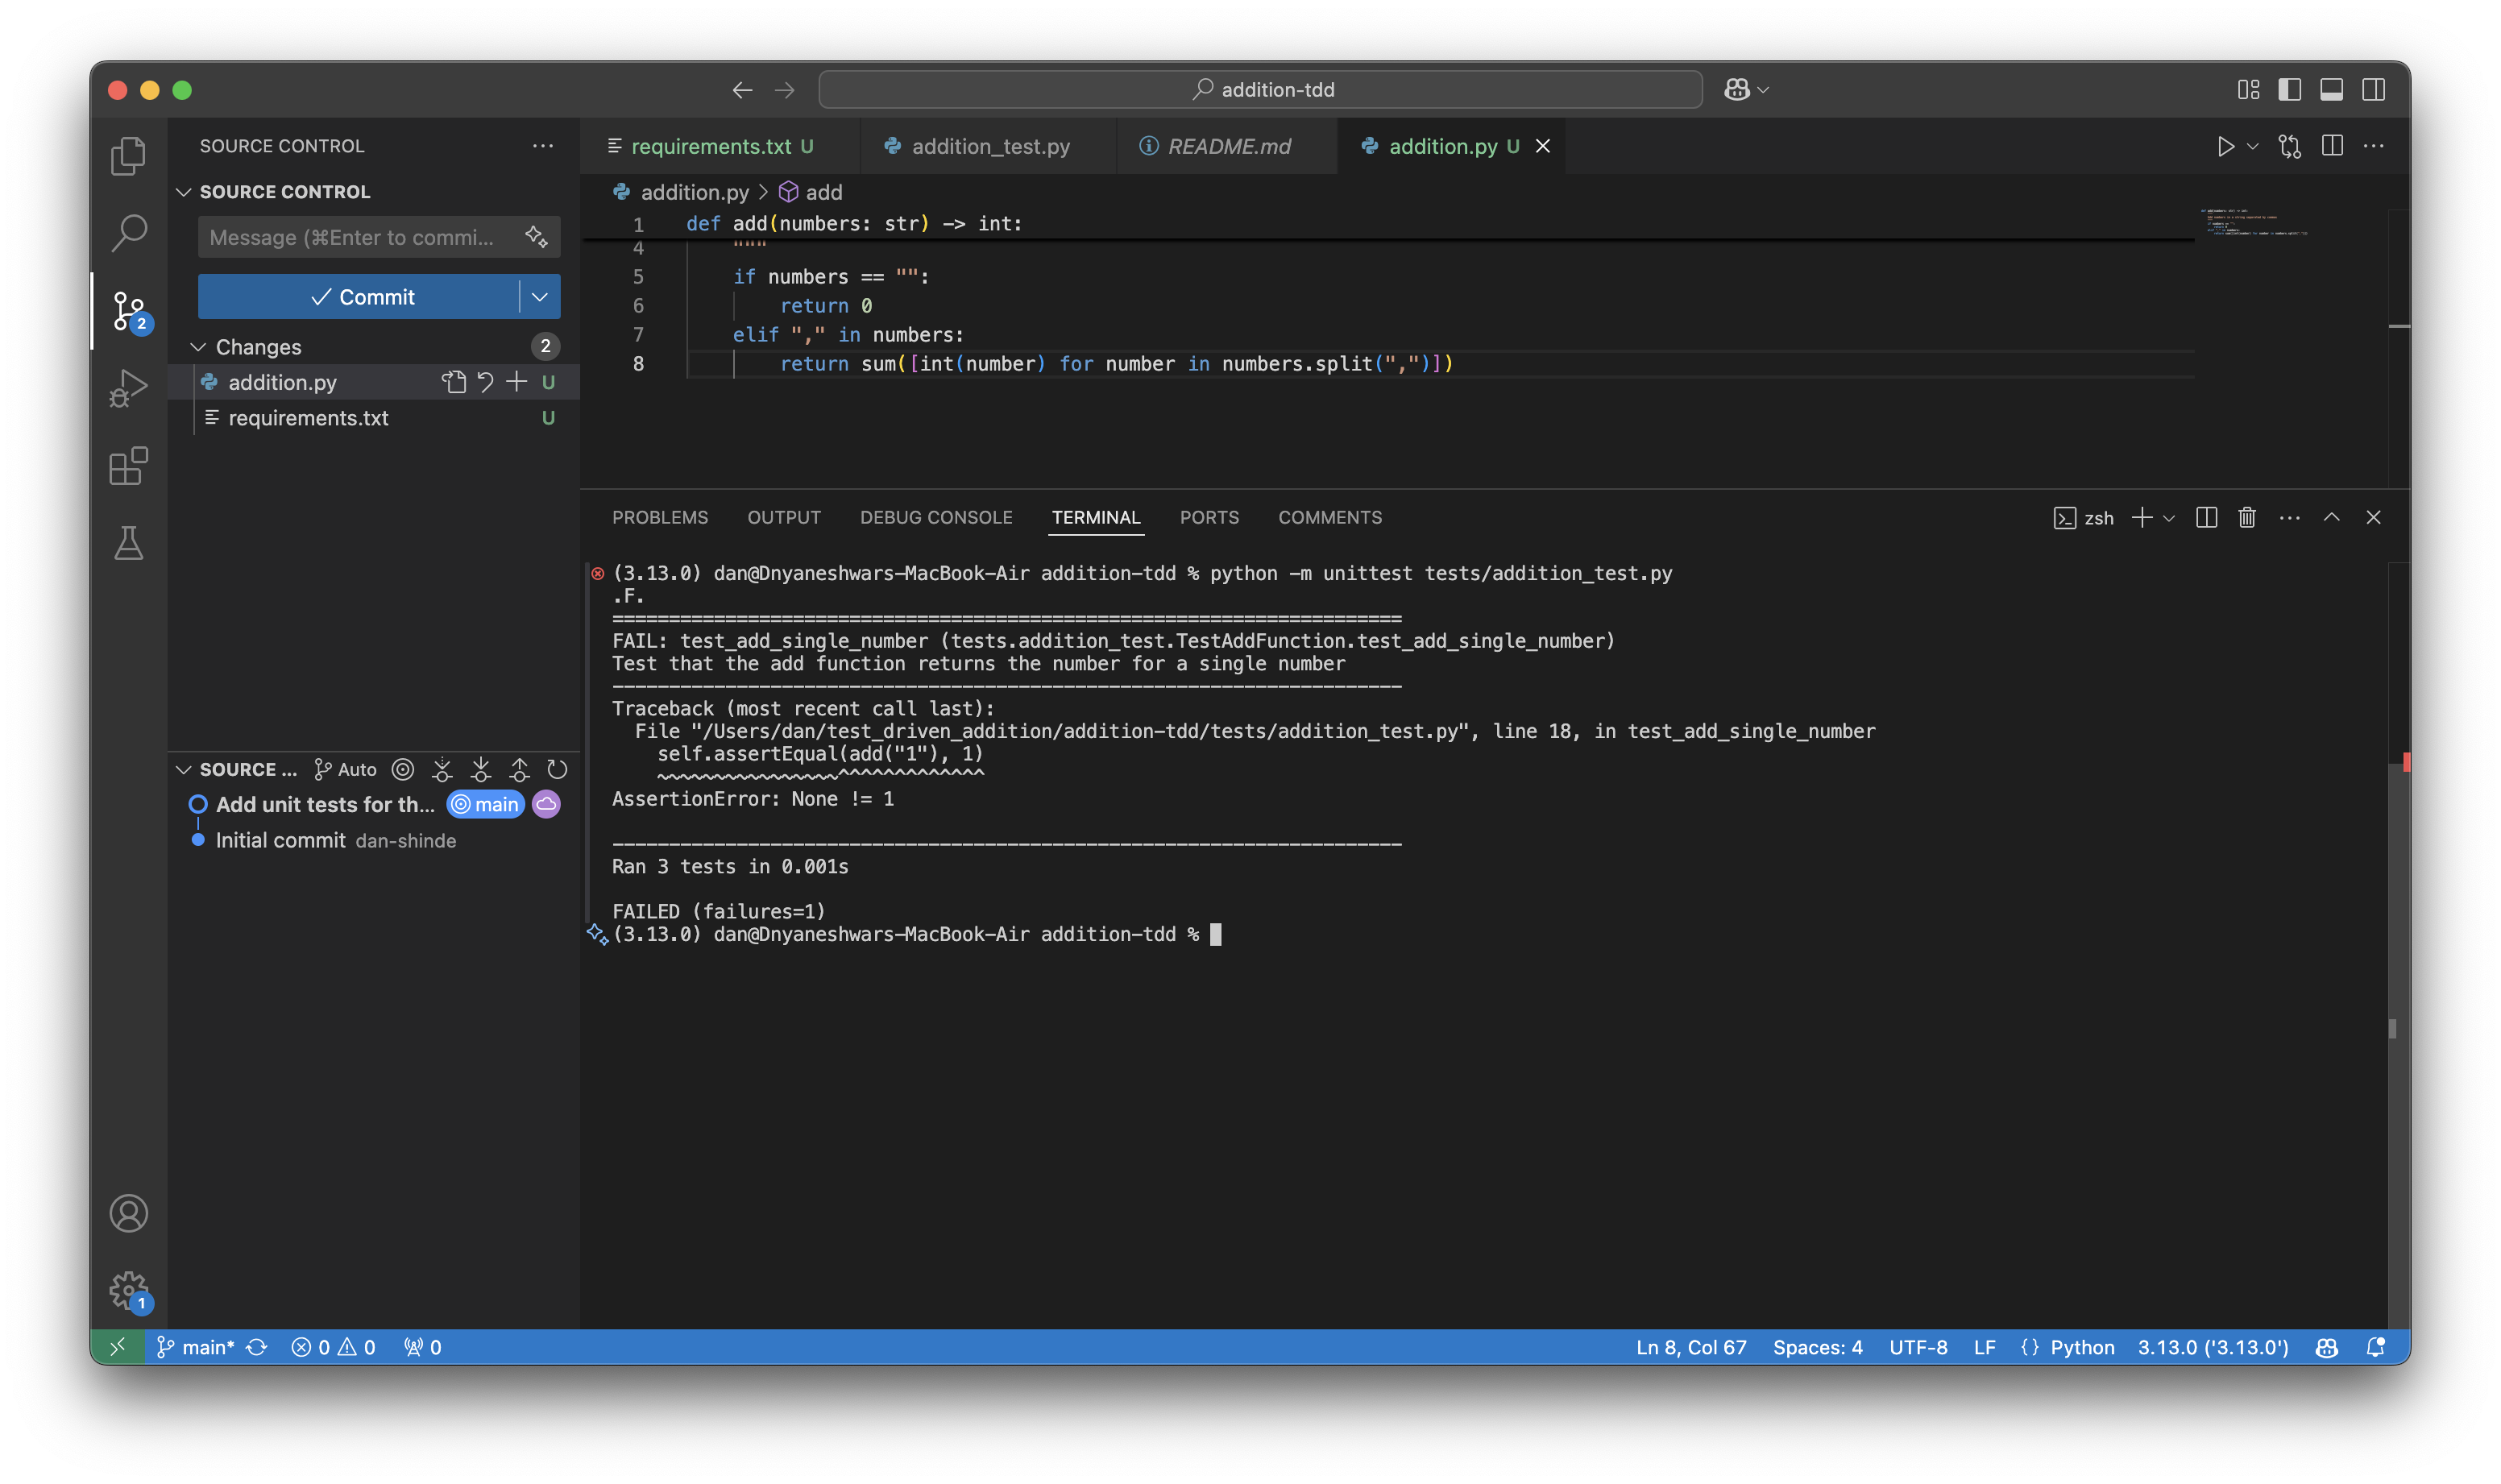 addition-tdd
SOURCE CONTROL
SOURCE CONTROL
Message (⌘Enter to commi...
Commit
Changes 2
addition.py U
requirements.txt U
2
SOURCE ... Auto
Add unit tests for th... main
Initial commit dan-shinde
1
requirements.txt U addition_test.py README.md addition.py U
addition.py > add
1 def add(numbers: str) -> int:
4 """
5 if numbers == "":
6 return 0
7 elif "," in numbers:
8 return sum([int(number) for number in numbers.split(",")])
PROBLEMS OUTPUT DEBUG CONSOLE TERMINAL PORTS COMMENTS
zsh
(3.13.0) dan@Dnyaneshwars-MacBook-Air addition-tdd % python -m unittest tests/addition_test.py
.F.
======================================================================
FAIL: test_add_single_number (tests.addition_test.TestAddFunction.test_add_single_number)
Test that the add function returns the number for a single number
----------------------------------------------------------------------
Traceback (most recent call last):
File "/Users/dan/test_driven_addition/addition-tdd/tests/addition_test.py", line 18, in test_add_single_number
self.assertEqual(add("1"), 1)
~~~~~~~~~~~~~~~~^^^^^^^^^^^^^
AssertionError: None != 1
----------------------------------------------------------------------
Ran 3 tests in 0.001s
FAILED (failures=1)
(3.13.0) dan@Dnyaneshwars-MacBook-Air addition-tdd %
main* 0 0 0 Ln 8, Col 67 Spaces: 4 UTF-8 LF {} Python 3.13.0 ('3.13.0')